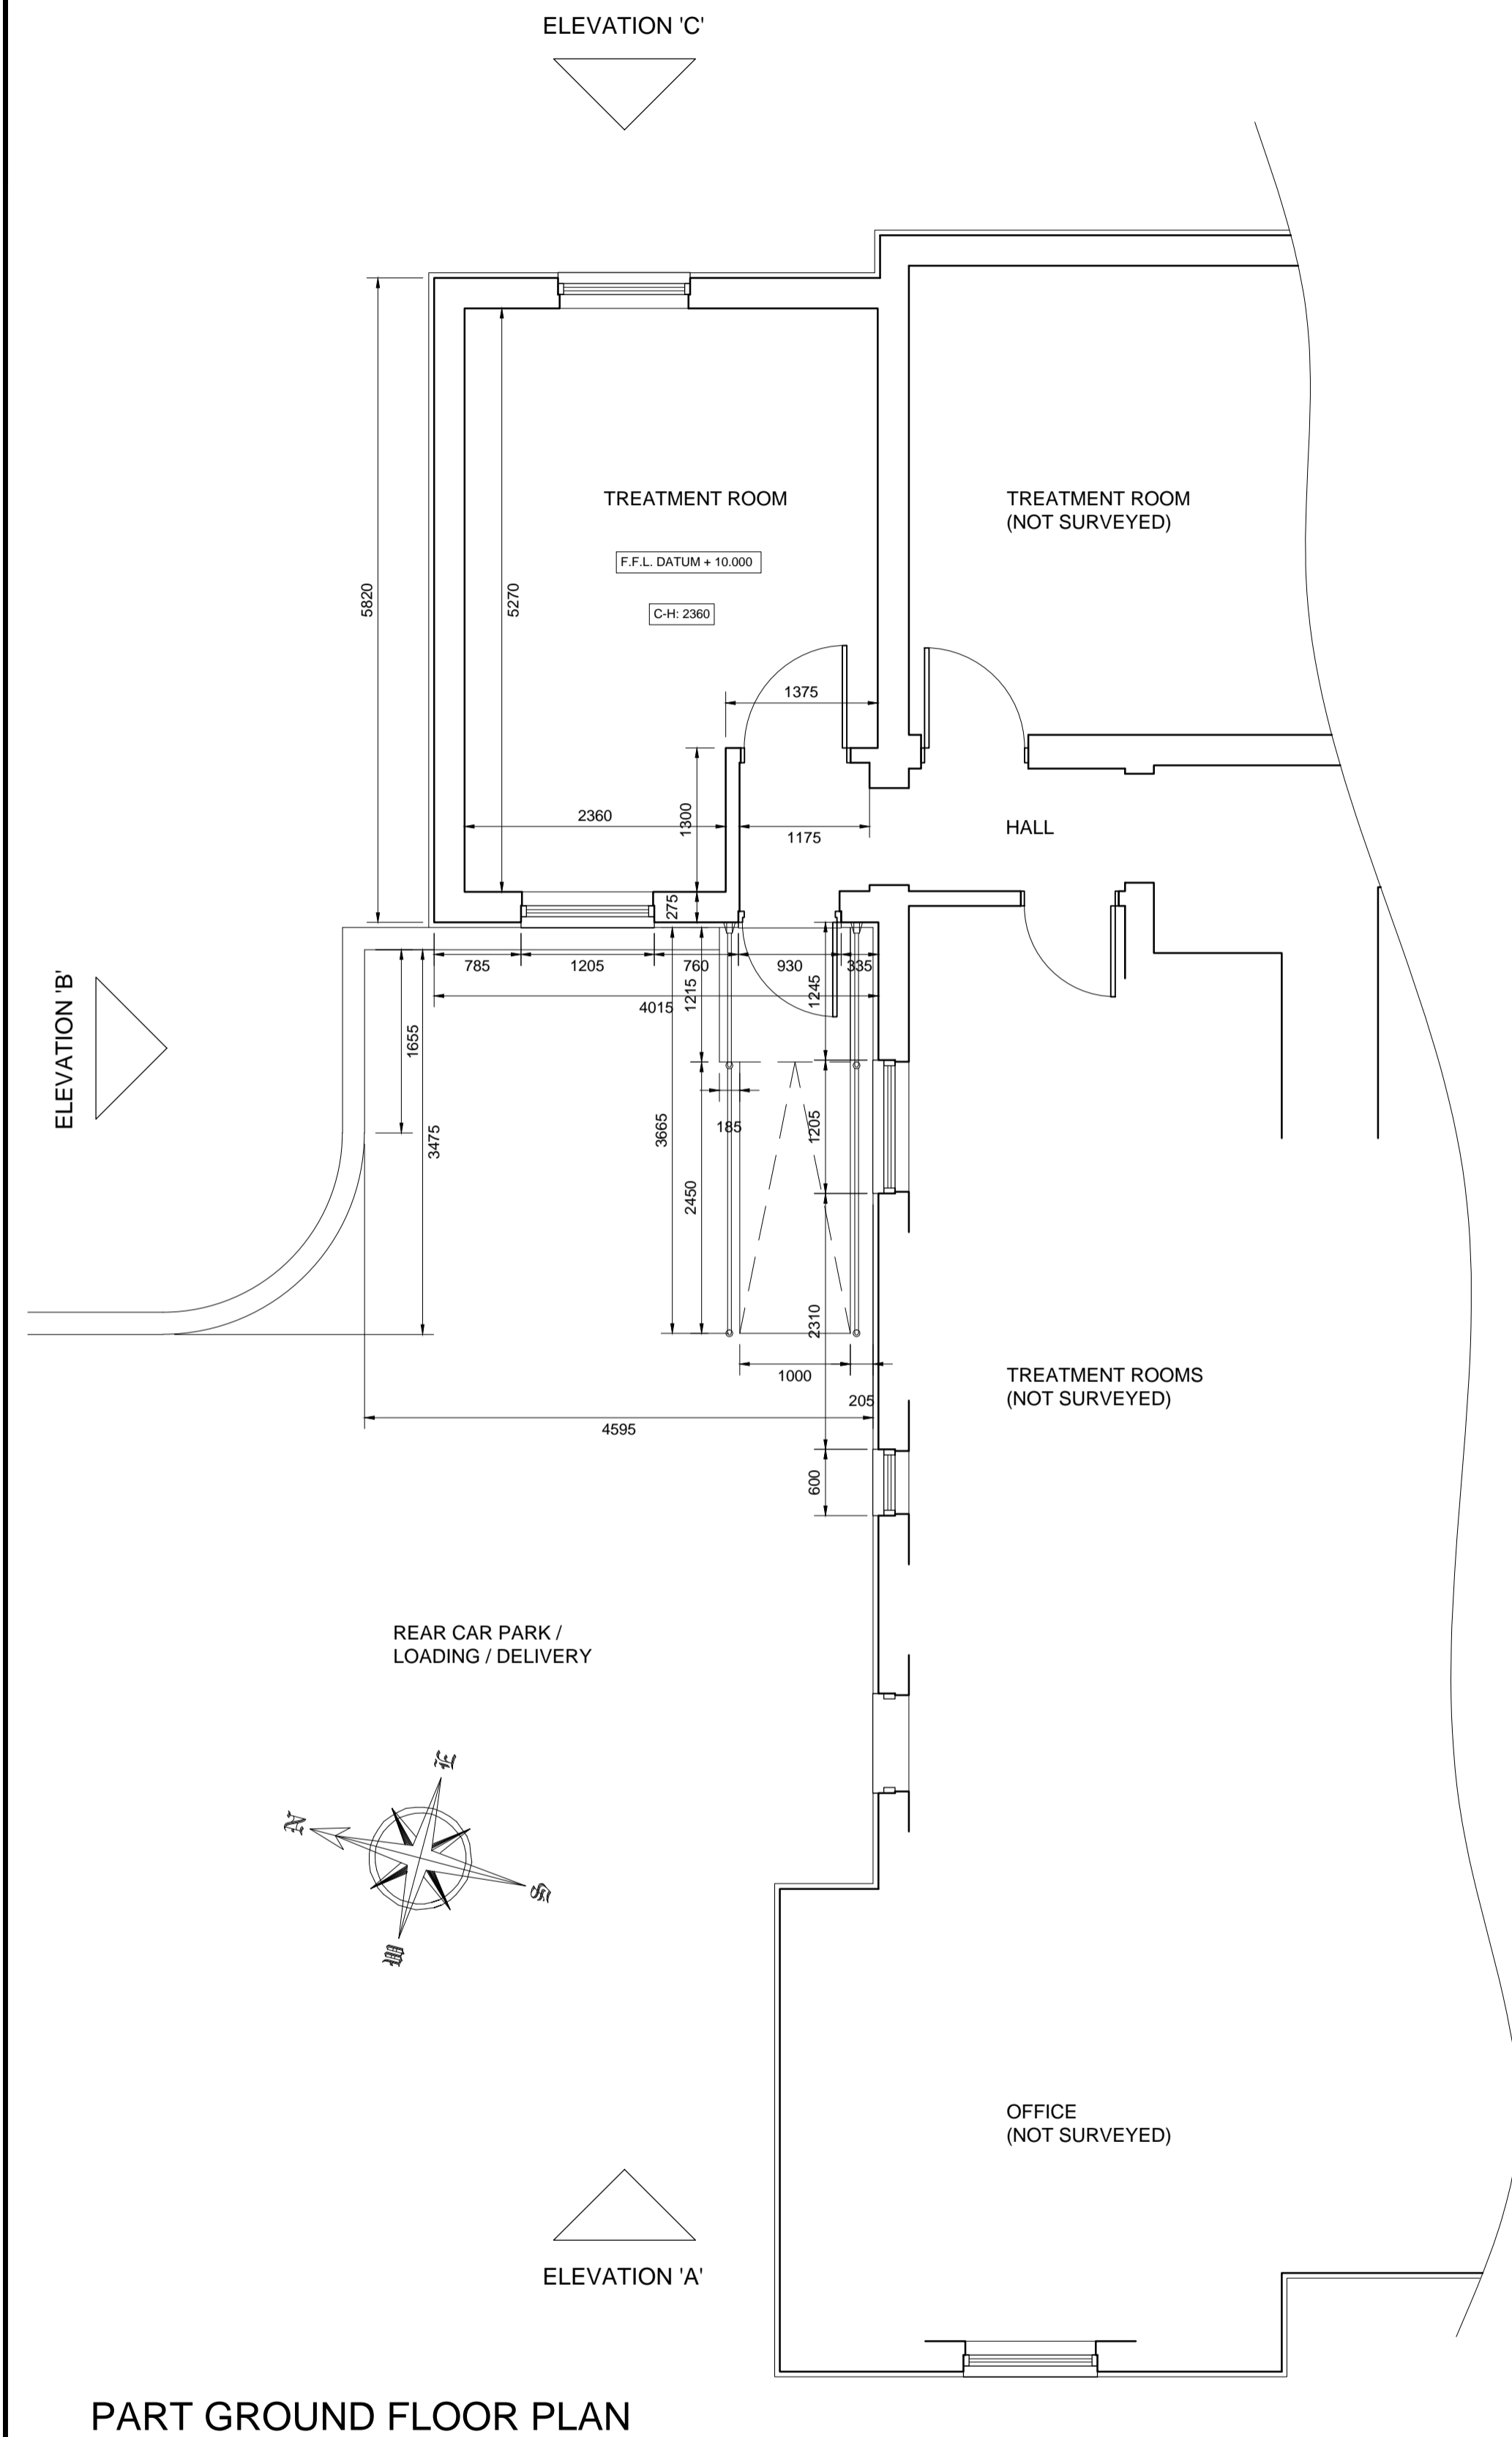 ELEVATION 'C'
TREATMENT ROOM
TREATMENT ROOM
(NOT SURVEYED)
F.F.L. DATUM + 10.000
C-H: 2360
5820
5270
1375
2360
1300
1175
HALL
275
785
1205
760
930
335
4015
1215
1245
ELEVATION 'B'
1655
3475
3665
185
1205
2450
2310
1000
205
4595
TREATMENT ROOMS
(NOT SURVEYED)
600
REAR CAR PARK /
LOADING / DELIVERY
E
N
S
W
OFFICE
(NOT SURVEYED)
ELEVATION 'A'
PART GROUND FLOOR PLAN